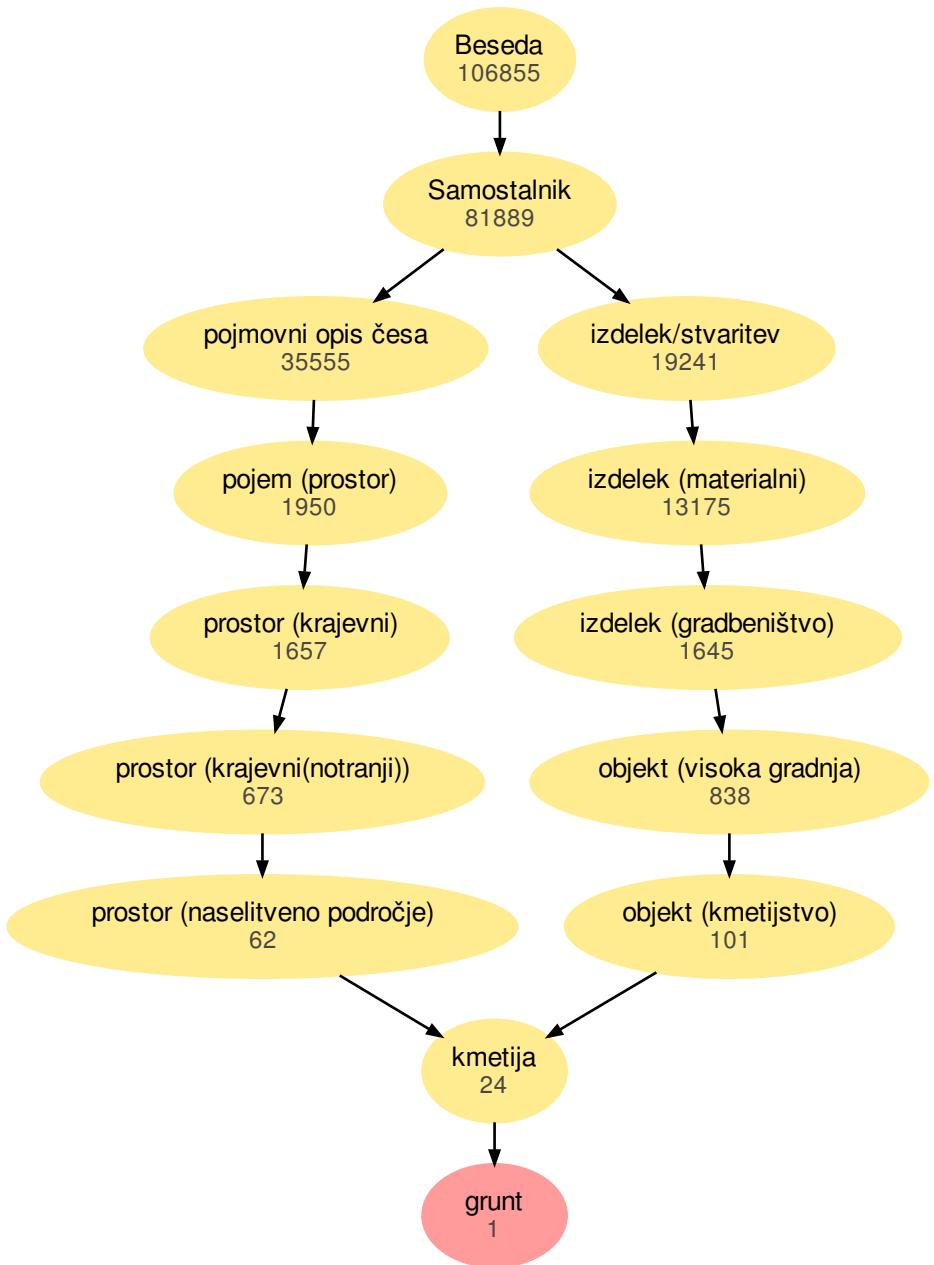 Beseda
106855
Samostalnik
81889
pojmovni opis česa
35555
izdelek/stvaritev
19241
pojem (prostor)
1950
izdelek (materialni)
13175
prostor (krajevni)
1657
izdelek (gradbeništvo)
1645
prostor (krajevni(notranji))
673
objekt (visoka gradnja)
838
prostor (naselitveno področje)
62
objekt (kmetijstvo)
101
kmetija
24
grunt
1